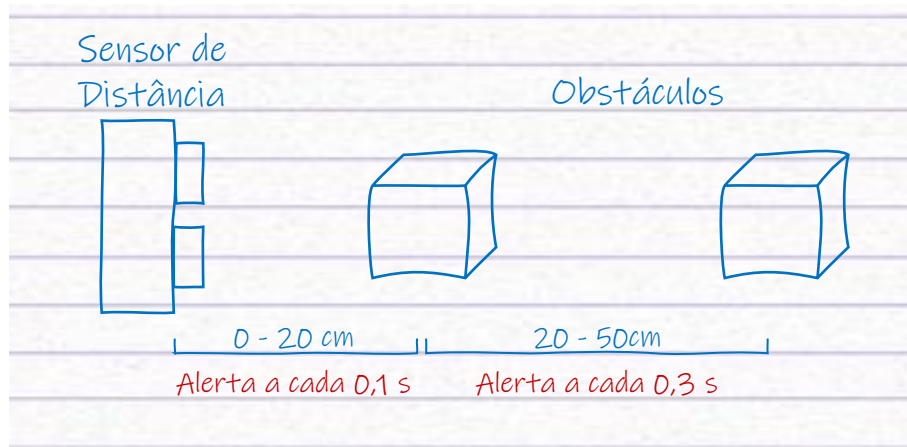 Sensor de
Distância
Obstáculos
0 - 20 cm
20 - 50cm
Alerta a cada 0,1 s
Alerta a cada 0,3 s